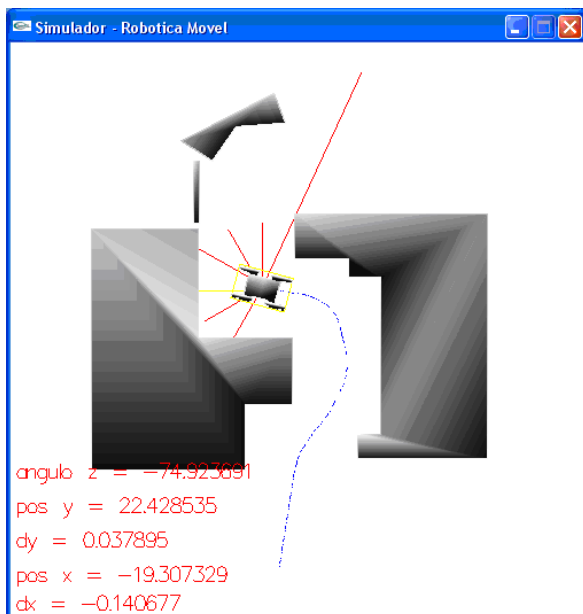 Simulador - Robotica Movel
angulo z = -74.923691
pos y = 22.428535
dy = 0.037895
pos x = -19.307329
dx = -0.140677